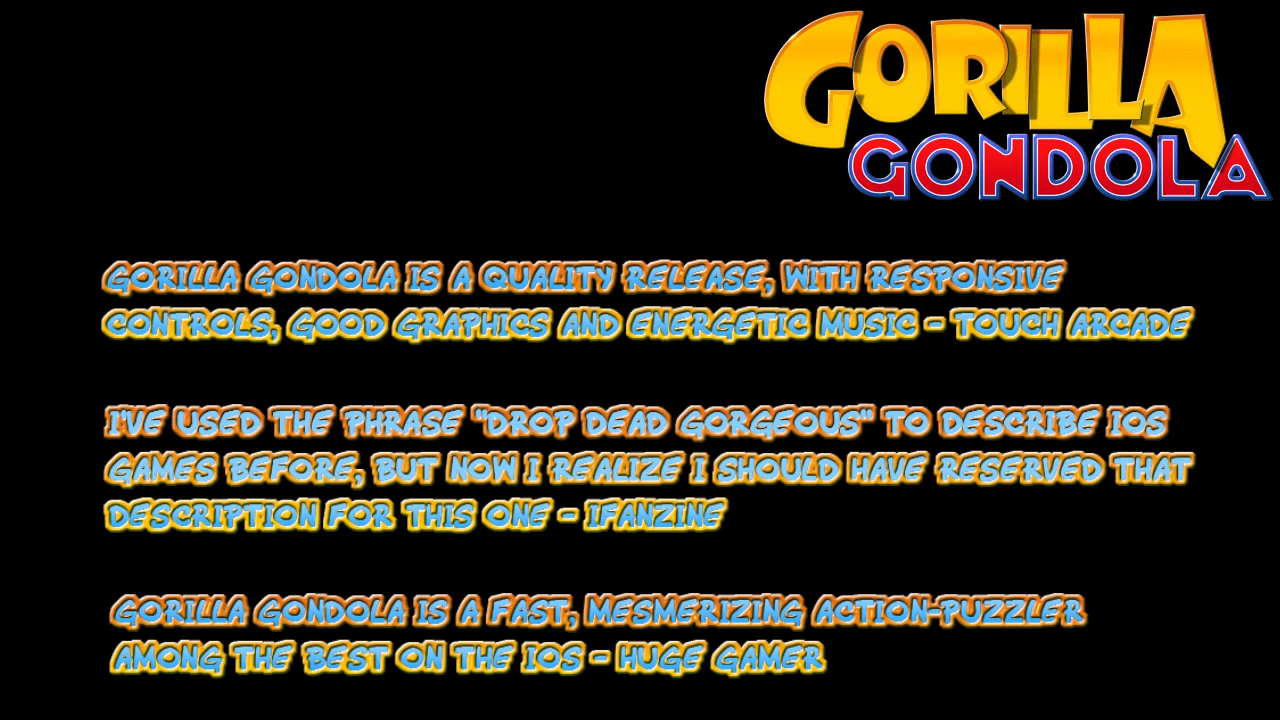 GORILLA
GONDOLA
GORILLA GONDOLA IS A QUALITY RELEASE, WITH RESPONSIVE
CONTROLS, GOOD GRAPHICS AND ENERGETIC MUSIC - TOUCH ARCADE
I'VE USED THE PHRASE "DROP DEAD GORGEOUS" TO DESCRIBE IOS
GAMES BEFORE, BUT NOW I REALIZE I SHOULD HAVE RESERVED THAT
DESCRIPTION FOR THIS ONE - IFANZINE
GORILLA GONDOLA IS A FAST, MESMERIZING ACTION-PUZZLER
AMONG THE BEST ON THE IOS - HUGE GAMER